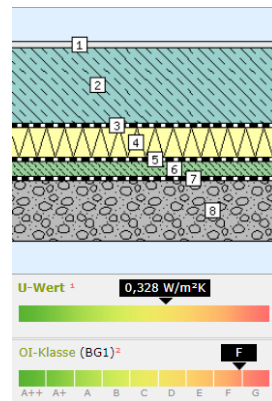 1
2
3
4
5
6
7
8
U-Wert ¹ 0,328 W/m²K
OI-Klasse (BG1)² F
A++ A+ A B C D E F G